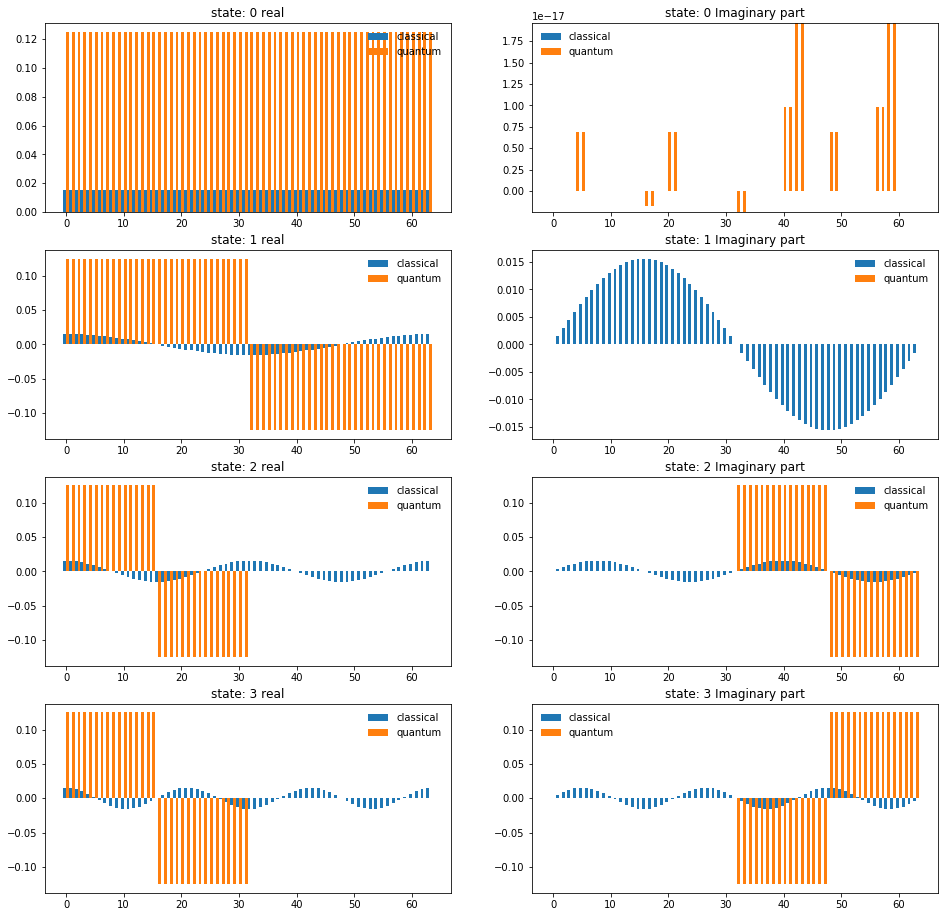 state: 0 real
0.12
0.10
0.08
0.06
0.04
0.02
0.00
classical
quantum
0 10 20 30 40 50 60
state: 0 Imaginary part
1e−17
1.75
1.50
1.25
1.00
0.75
0.50
0.25
0.00
classical
quantum
0 10 20 30 40 50 60
state: 1 real
0.10
0.05
0.00
−0.05
−0.10
classical
quantum
0 10 20 30 40 50 60
state: 1 Imaginary part
0.015
0.010
0.005
0.000
−0.005
−0.010
−0.015
classical
quantum
0 10 20 30 40 50 60
state: 2 real
0.10
0.05
0.00
−0.05
−0.10
classical
quantum
0 10 20 30 40 50 60
state: 2 Imaginary part
0.10
0.05
0.00
−0.05
−0.10
classical
quantum
0 10 20 30 40 50 60
state: 3 real
0.10
0.05
0.00
−0.05
−0.10
classical
quantum
0 10 20 30 40 50 60
state: 3 Imaginary part
0.10
0.05
0.00
−0.05
−0.10
classical
quantum
0 10 20 30 40 50 60